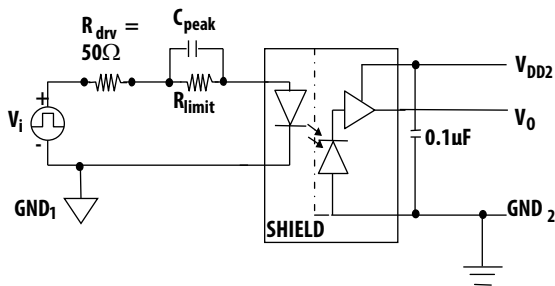 R drv =
50Ω
C peak
R limit
V i
+
-
GND 1
SHIELD
V DD2
V O
0.1uF
GND 2